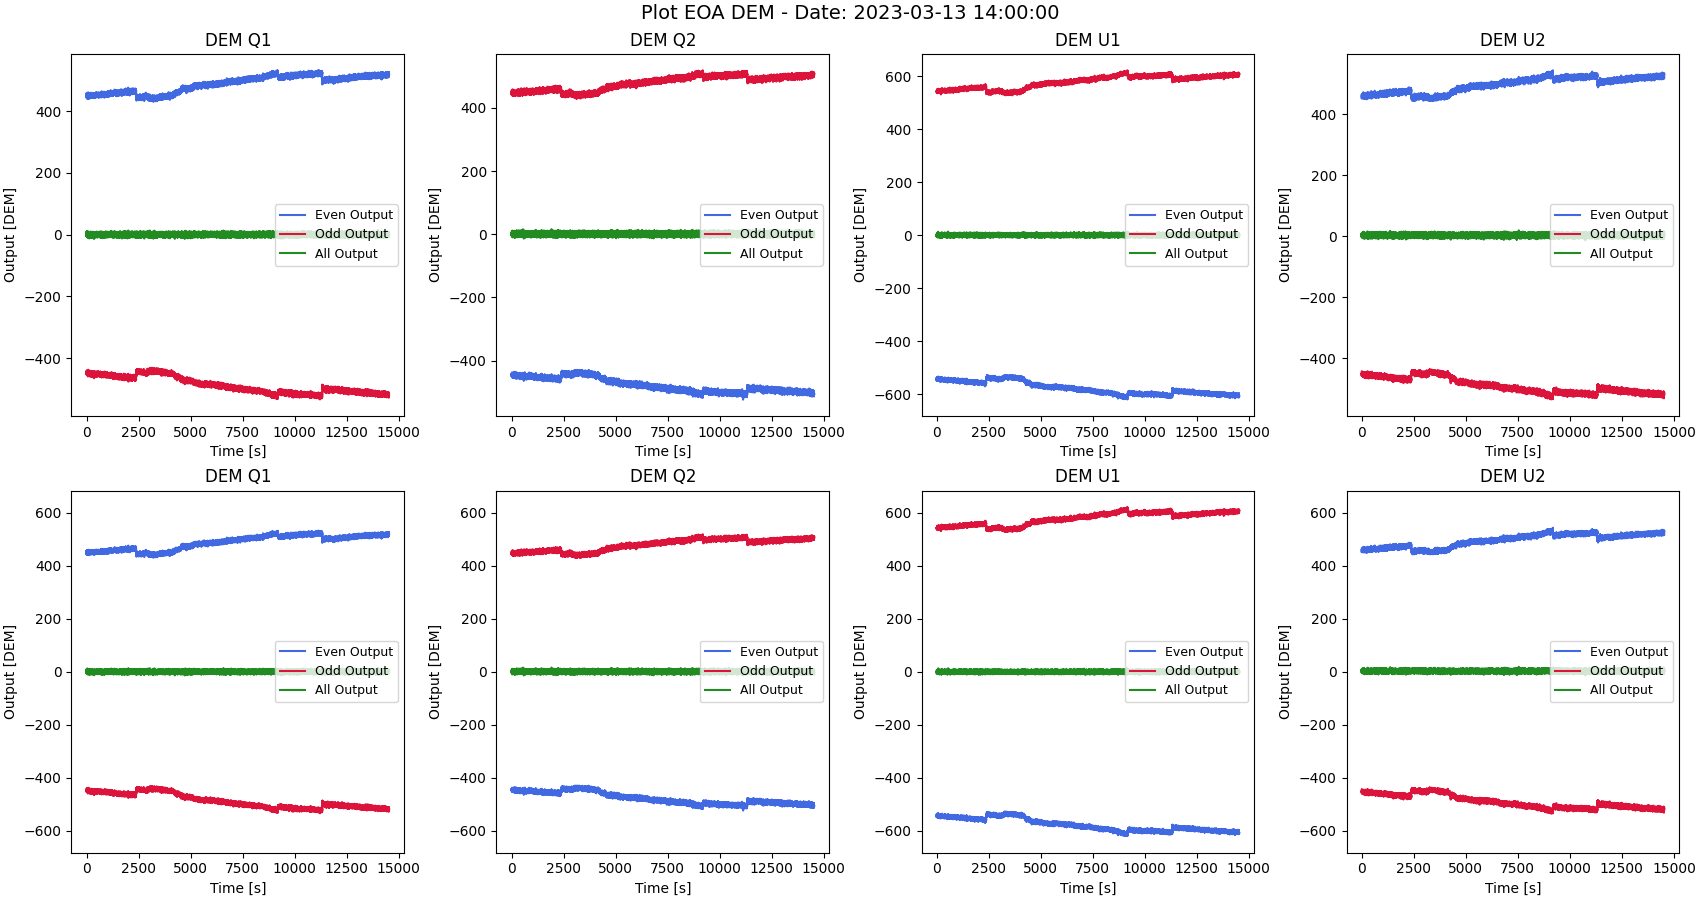 Plot EOA DEM - Date: 2023-03-13 14:00:00
DEM Q1
Output [DEM]
400
200
0
−200
−400
Even Output
Odd Output
All Output
0 2500 5000 7500 10000 12500 15000
Time [s]
DEM Q2
Output [DEM]
400
200
0
−200
−400
Even Output
Odd Output
All Output
0 2500 5000 7500 10000 12500 15000
Time [s]
DEM U1
Output [DEM]
600
400
200
0
−200
−400
−600
Even Output
Odd Output
All Output
0 2500 5000 7500 10000 12500 15000
Time [s]
DEM U2
Output [DEM]
400
200
0
−200
−400
Even Output
Odd Output
All Output
0 2500 5000 7500 10000 12500 15000
Time [s]
DEM Q1
Output [DEM]
600
400
200
0
−200
−400
−600
Even Output
Odd Output
All Output
0 2500 5000 7500 10000 12500 15000
Time [s]
DEM Q2
Output [DEM]
600
400
200
0
−200
−400
−600
Even Output
Odd Output
All Output
0 2500 5000 7500 10000 12500 15000
Time [s]
DEM U1
Output [DEM]
600
400
200
0
−200
−400
−600
Even Output
Odd Output
All Output
0 2500 5000 7500 10000 12500 15000
Time [s]
DEM U2
Output [DEM]
600
400
200
0
−200
−400
−600
Even Output
Odd Output
All Output
0 2500 5000 7500 10000 12500 15000
Time [s]